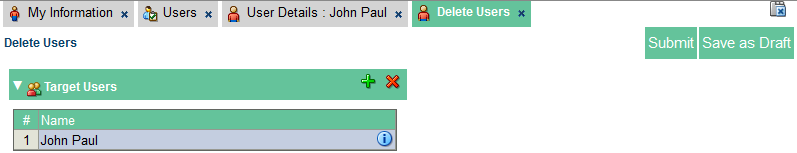 My Information × Users × User Details : John Paul × Delete Users ×
Delete Users
Submit Save as Draft
Target Users
# Name
1 John Paul